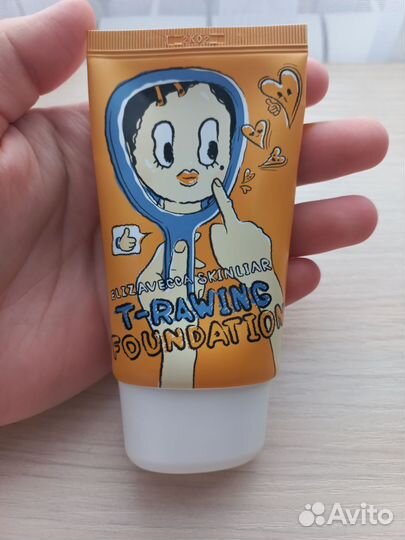 ELIZAVECCA SKINLIAR
T-RAWING
FOUNDATION
Avito